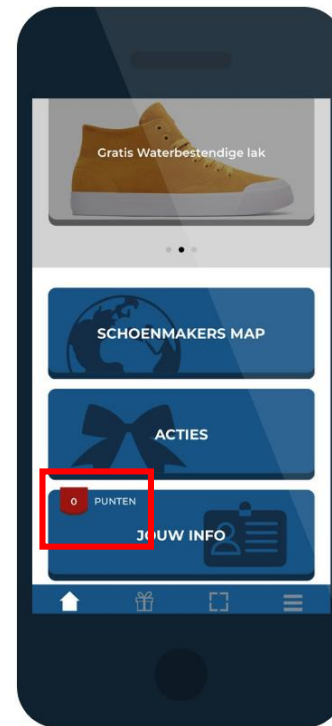 Gratis Waterbestendige lak
SCHOENMAKERS MAP
ACTIES
0 PUNTEN
JOUW INFO